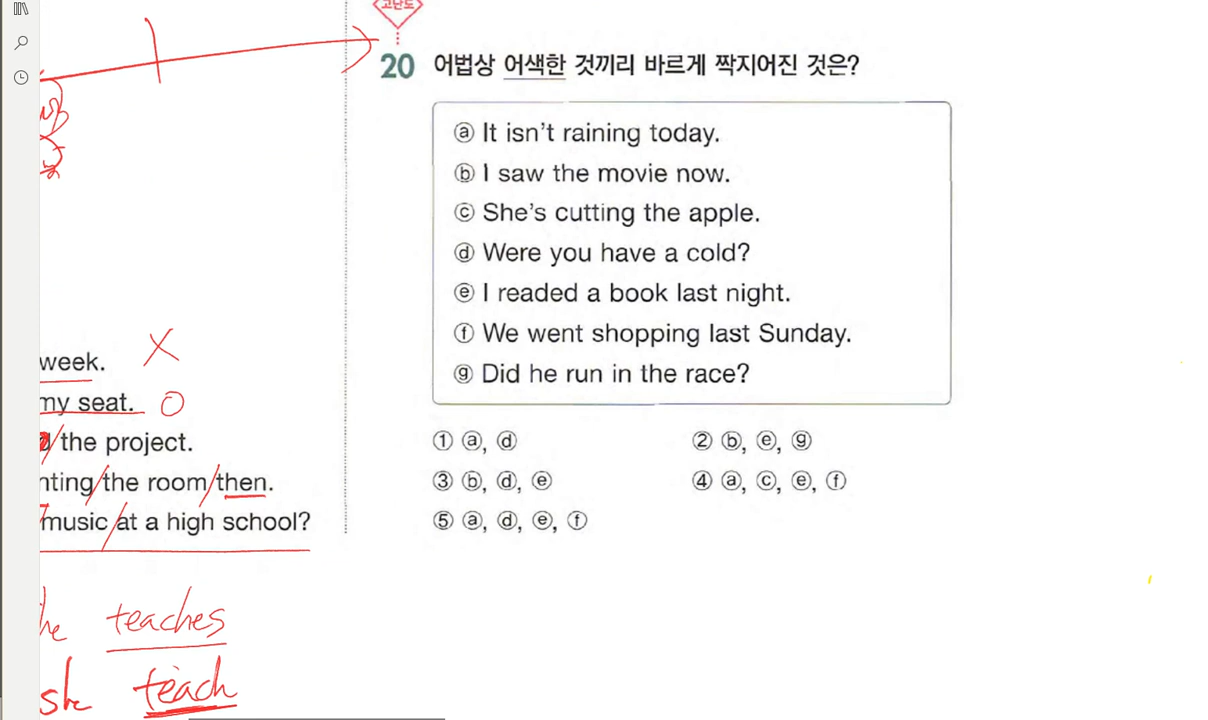 고난도
20 어법상 어색한 것끼리 바르게 짝지어진 것은?
ⓐ It isn't raining today.
ⓑ I saw the movie now.
ⓒ She's cutting the apple.
ⓓ Were you have a cold?
ⓔ I readed a book last night.
ⓕ We went shopping last Sunday.
ⓖ Did he run in the race?
① ⓐ, ⓓ
② ⓑ, ⓔ, ⓖ
③ ⓑ, ⓓ, ⓔ
④ ⓐ, ⓒ, ⓔ, ⓕ
⑤ ⓐ, ⓓ, ⓔ, ⓕ
week. X
my seat. O
the project.
nting the room then.
music at a high school?
he teaches
she teach